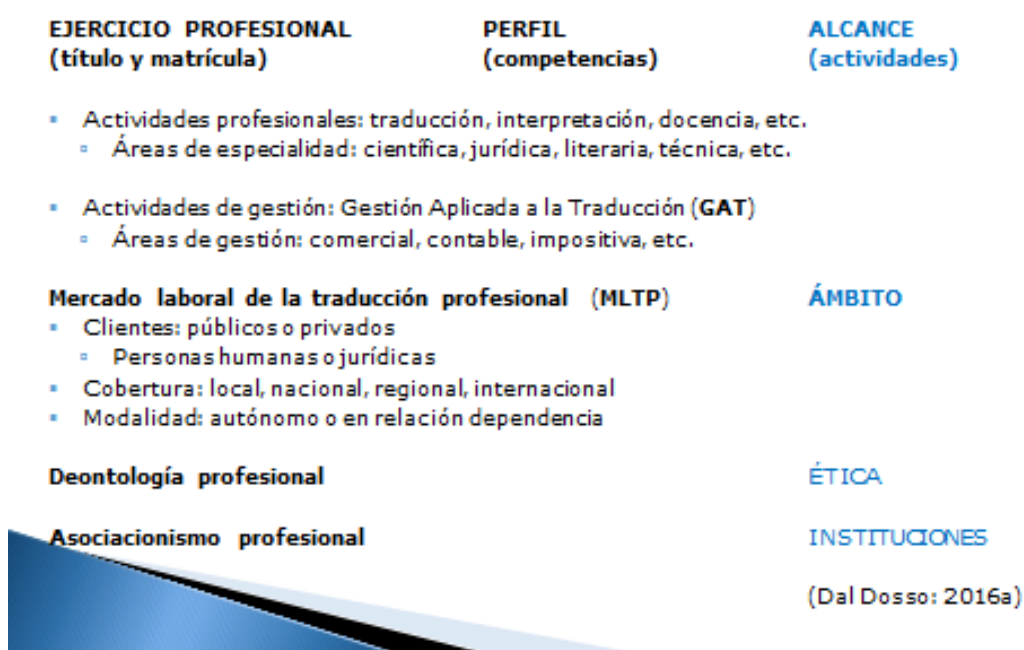 EJERCICIO PROFESIONAL PERFIL ALCANCE
(título y matrícula) (competencias) (actividades)
▪ Actividades profesionales: traducción, interpretación, docencia, etc.
▫ Áreas de especialidad: científica, jurídica, literaria, técnica, etc.
▪ Actividades de gestión: Gestión Aplicada a la Traducción (GAT)
▫ Áreas de gestión: comercial, contable, impositiva, etc.
Mercado laboral de la traducción profesional (MLTP) ÁMBITO
▪ Clientes: públicos o privados
▫ Personas humanas o jurídicas
▪ Cobertura: local, nacional, regional, internacional
▪ Modalidad: autónomo o en relación dependencia
Deontología profesional ÉTICA
Asociacionismo profesional INSTITUCIONES
(Dal Dosso: 2016a)